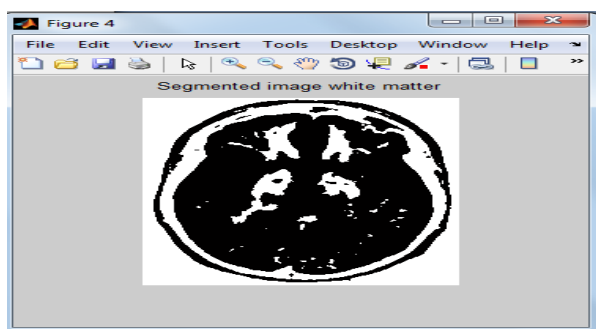 Figure 4
File Edit View Insert Tools Desktop Window Help
Segmented image white matter